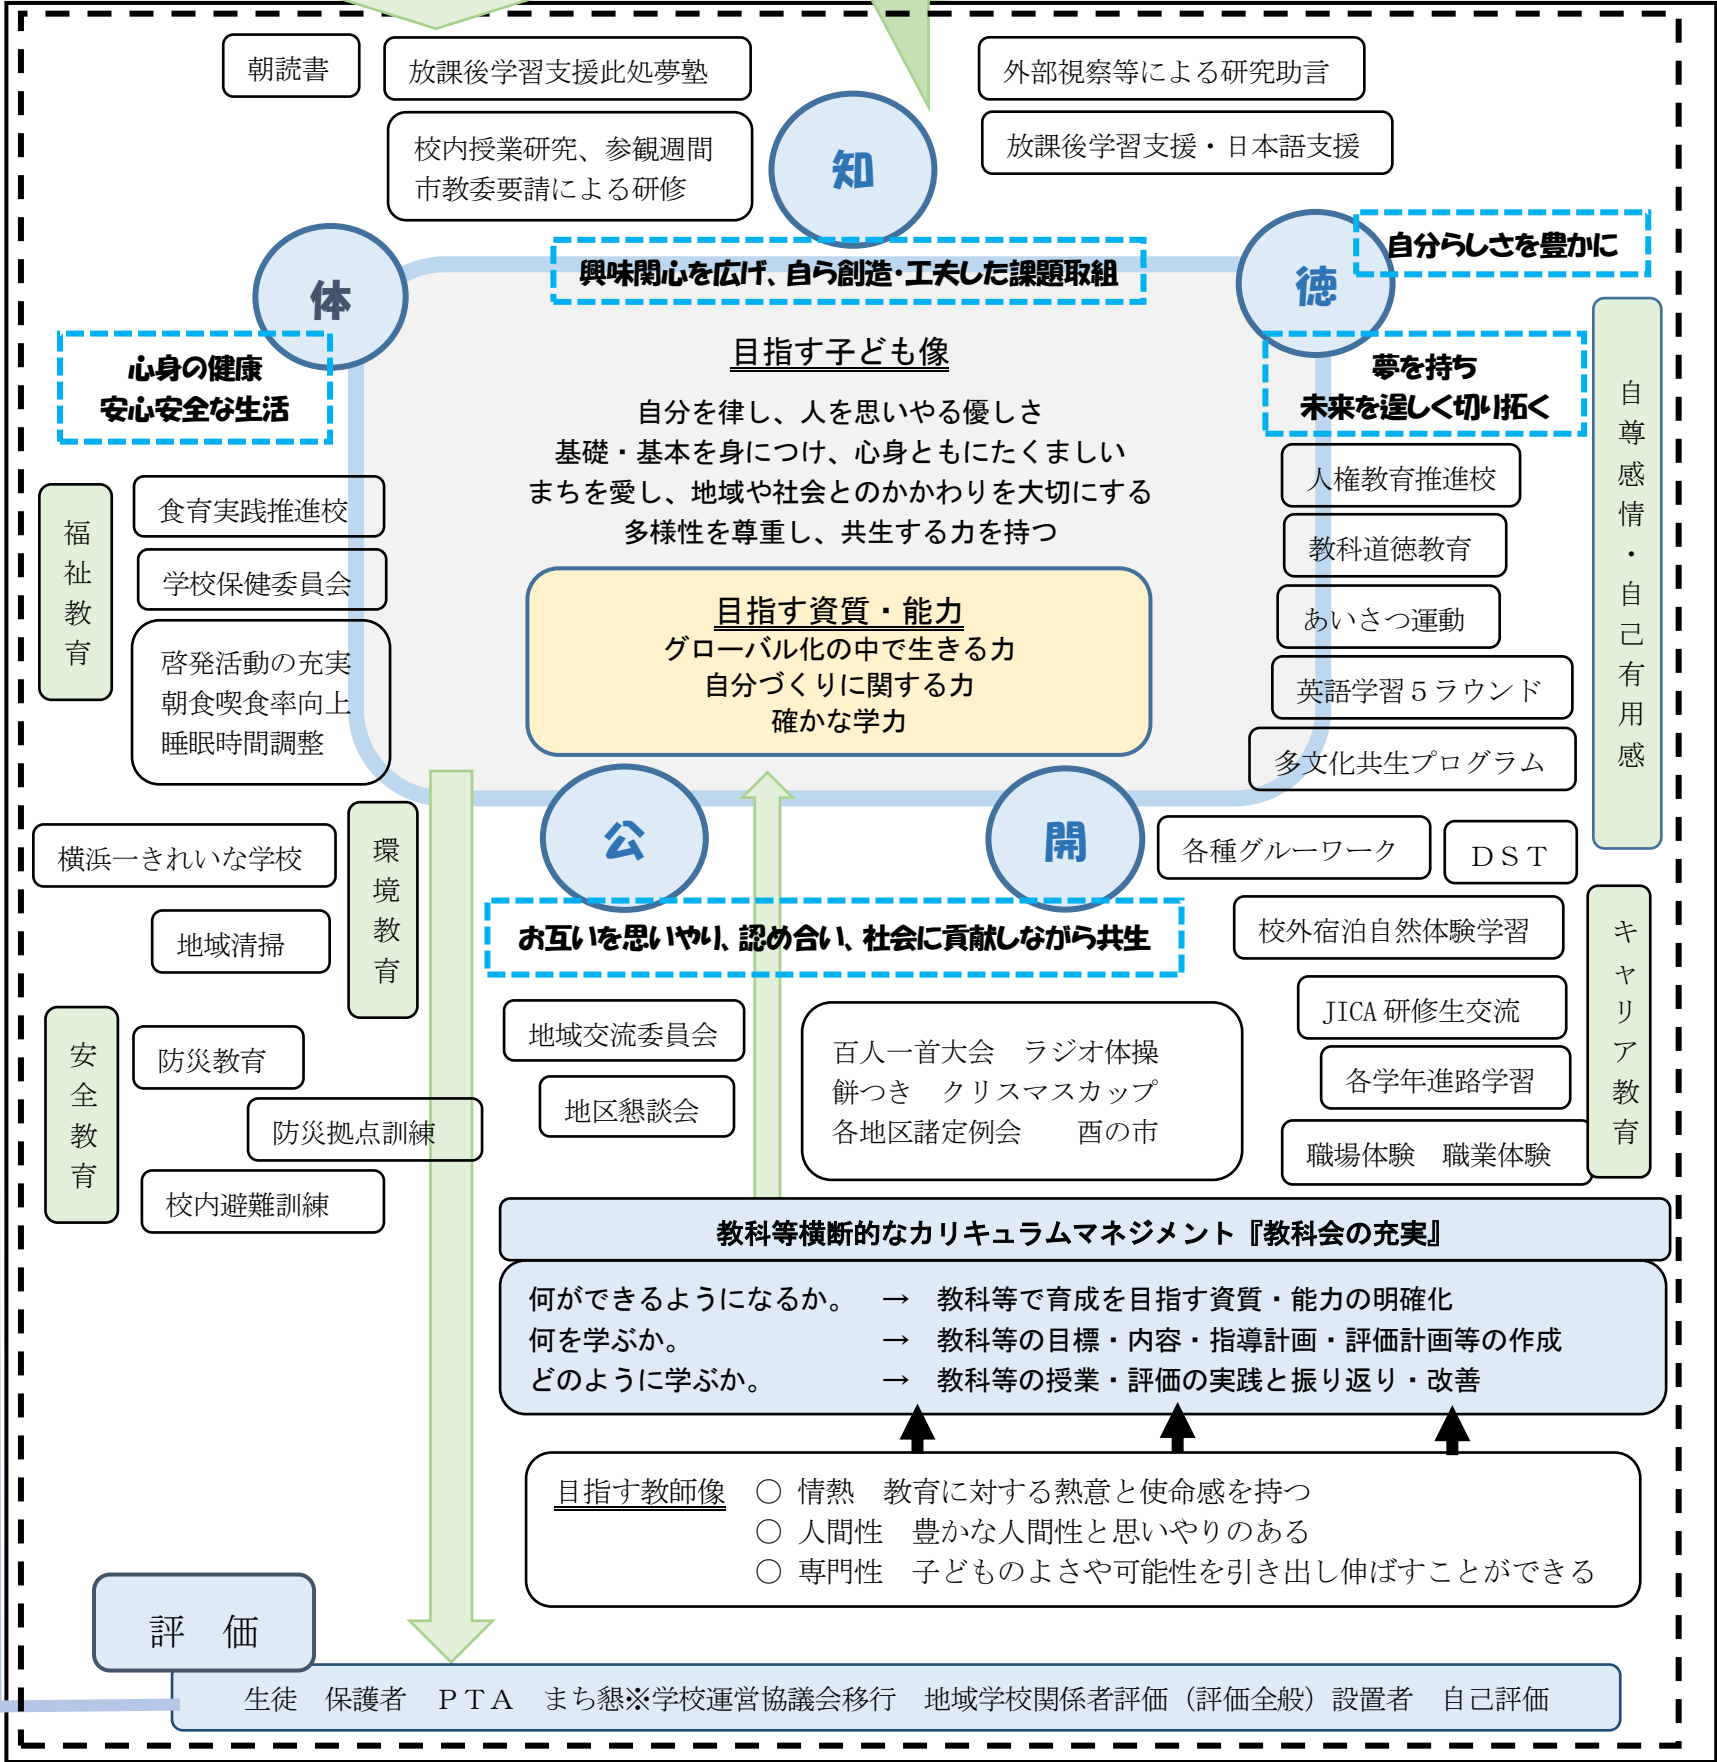 朝読書
放課後学習支援此処夢塾
外部視察等による研究助言
校内授業研究、参観週間
市教委要請による研修
知
放課後学習支援・日本語支援
体
徳
自分らしさを豊かに
興味関心を広げ、自ら創造・工夫した課題取組
心身の健康
安心安全な生活
夢を持ち
未来を逞しく切り拓く
目指す子ども像
自分を律し、人を思いやる優しさ
基礎・基本を身につけ、心身ともにたくましい
まちを愛し、地域や社会とのかかわりを大切にする
多様性を尊重し、共生する力を持つ
目指す資質・能力
グローバル化の中で生きる力
自分づくりに関する力
確かな学力
福祉教育
食育実践推進校
学校保健委員会
啓発活動の充実
朝食喫食率向上
睡眠時間調整
自尊感情・自己有用感
人権教育推進校
教科道徳教育
あいさつ運動
英語学習５ラウンド
多文化共生プログラム
公
開
お互いを思いやり、認め合い、社会に貢献しながら共生
横浜一きれいな学校
環境教育
地域清掃
安全教育
防災教育
防災拠点訓練
校内避難訓練
各種グルーワーク
ＤＳＴ
校外宿泊自然体験学習
キャリア教育
JICA 研修生交流
各学年進路学習
職場体験　職業体験
地域交流委員会
地区懇談会
百人一首大会　ラジオ体操
餅つき　クリスマスカップ
各地区諸定例会　　酉の市
教科等横断的なカリキュラムマネジメント『教科会の充実』
何ができるようになるか。　→　教科等で育成を目指す資質・能力の明確化
何を学ぶか。　→　教科等の目標・内容・指導計画・評価計画等の作成
どのように学ぶか。　→　教科等の授業・評価の実践と振り返り・改善
目指す教師像　○ 情熱　教育に対する熱意と使命感を持つ
○ 人間性　豊かな人間性と思いやりのある
○ 専門性　子どものよさや可能性を引き出し伸ばすことができる
評　価
生徒　保護者　ＰＴＡ　まち懇※学校運営協議会移行　地域学校関係者評価（評価全般）設置者　自己評価